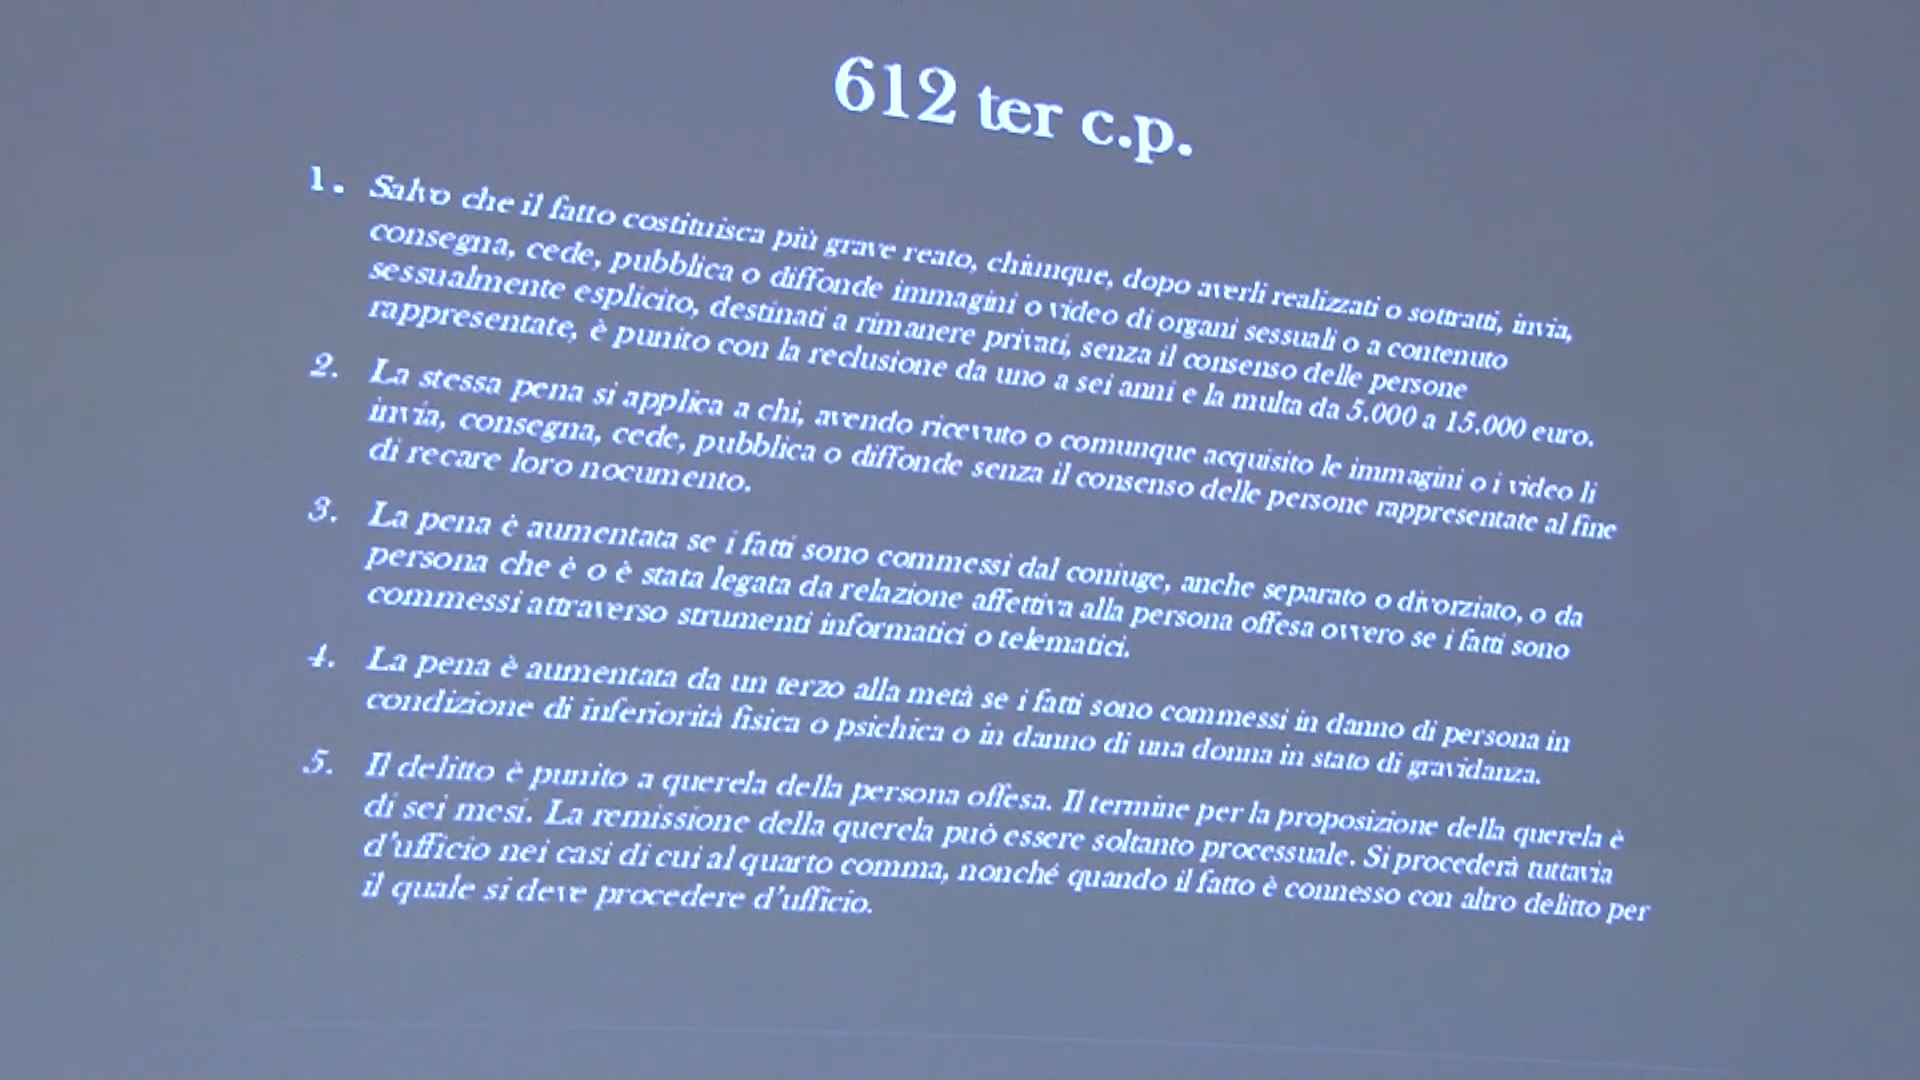 612 ter c.p.
1. Salvo che il fatto costituisca più grave reato, chiunque, dopo averli realizzati o sottratti, invia,
consegna, cede, pubblica o diffonde immagini o video di organi sessuali o a contenuto
sessualmente esplicito, destinati a rimanere privati, senza il consenso delle persone
rappresentate, è punito con la reclusione da uno a sei anni e la multa da 5.000 a 15.000 euro.
2. La stessa pena si applica a chi, avendo ricevuto o comunque acquisito le immagini o i video li
invia, consegna, cede, pubblica o diffonde senza il consenso delle persone rappresentate al fine
di recare loro nocumento.
3. La pena è aumentata se i fatti sono commessi dal coniuge, anche separato o divorziato, o da
persona che è o è stata legata da relazione affettiva alla persona offesa ovvero se i fatti sono
commessi attraverso strumenti informatici o telematici.
4. La pena è aumentata da un terzo alla metà se i fatti sono commessi in danno di persona in
condizione di inferiorità fisica o psichica o in danno di una donna in stato di gravidanza.
5. Il delitto è punito a querela della persona offesa. Il termine per la proposizione della querela è
di sei mesi. La remissione della querela può essere soltanto processuale. Si procederà tuttavia
d'ufficio nei casi di cui al quarto comma, nonché quando il fatto è connesso con altro delitto per
il quale si deve procedere d'ufficio.